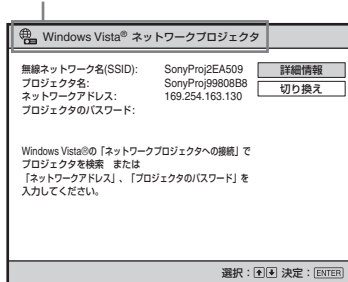 Windows Vista® ネットワークプロジェクタ
無線ネットワーク名(SSID): SonyProj2EA509 詳細情報
プロジェクタ名: SonyProj99808B8 切り換え
ネットワークアドレス: 169.254.163.130
プロジェクタのパスワード:
Windows Vista®の「ネットワークプロジェクタへの接続」で
プロジェクタを検索 または
「ネットワークアドレス」、「プロジェクタのパスワード」を
入力してください。
選択：↑↓ 決定：ENTER